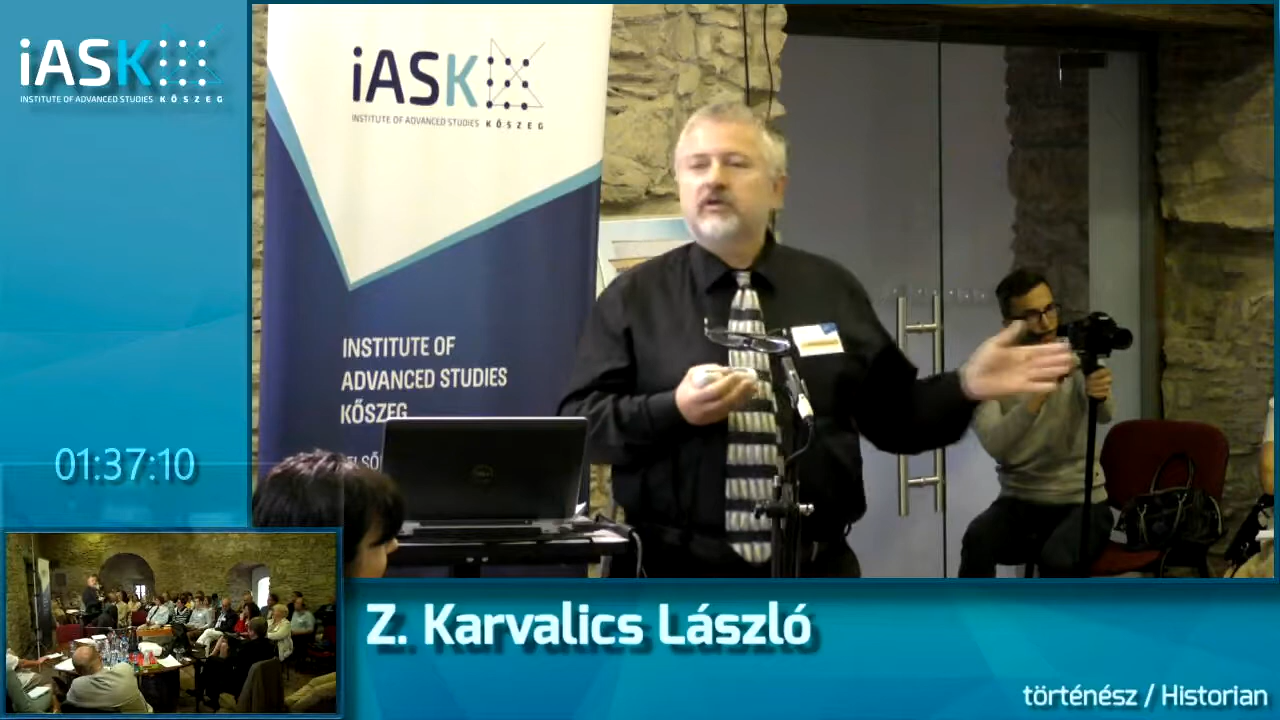 iASK
INSTITUTE OF ADVANCED STUDIES KŐSZEG
iASK
INSTITUTE OF ADVANCED STUDIES KŐSZEG
INSTITUTE OF
ADVANCED STUDIES
KŐSZEG
01:37:10
Z. Karvalics László
történész / Historian